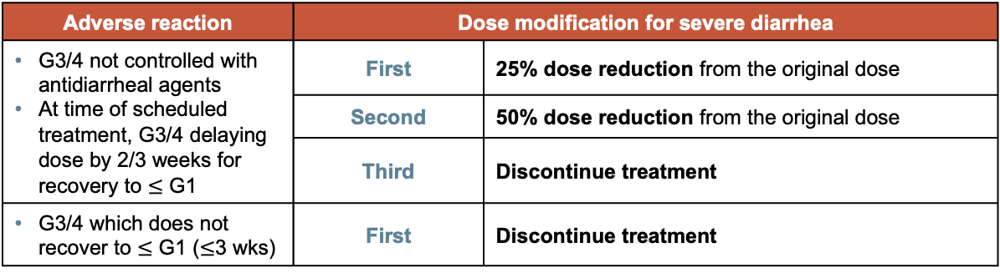 Adverse reaction
Dose modification for severe diarrhea
• G3/4 not controlled with
antidiarrheal agents
• At time of scheduled
treatment, G3/4 delaying
dose by 2/3 weeks for
recovery to ≤ G1
First
25% dose reduction from the original dose
Second
50% dose reduction from the original dose
Third
Discontinue treatment
• G3/4 which does not
recover to ≤ G1 (≤3 wks)
First
Discontinue treatment